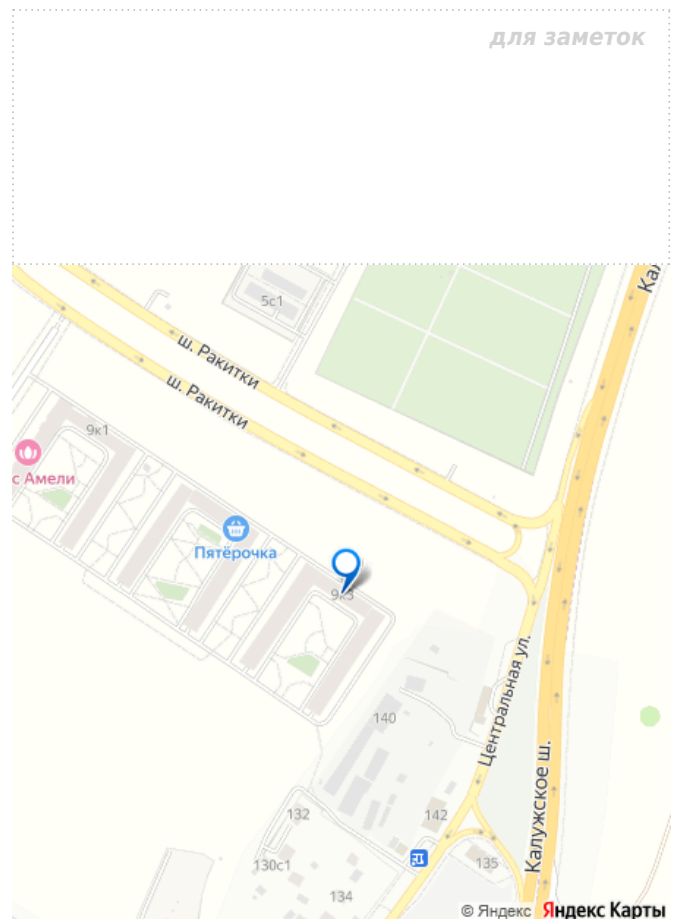 для заметок
Кал
5с1
ш. Ракитки
ш. Ракитки
9к1
с Амели
Пятёрочка
9к3
Центральная ул.
140
Калужское ш.
132
142
130с1
135
134
© Яндекс Яндекс Карты